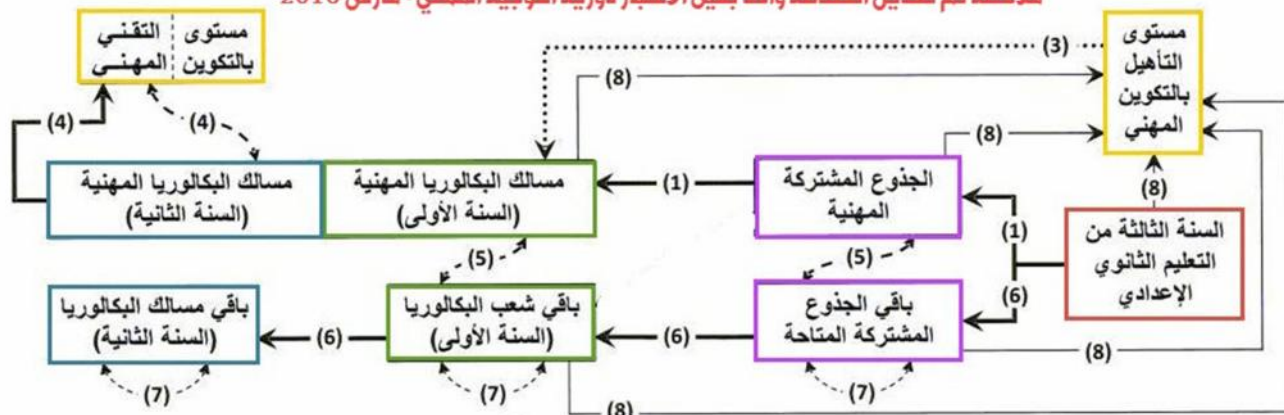 مارس 2018
مستوى
التأهيل
بالتكوين
المهني
مستوى
بالتكوين
التقني
المهني
(3)
(8)
(4)
(4)
(8)
مسالك البكالوريا المهنية
(السنة الثانية)
مسالك البكالوريا المهنية
(السنة الأولى)
(1)
الجذوع المشتركة
المهنية
(8)
السنة الثالثة من
التعليم الثانوي
الإعدادي
(1)
(6)
(5)
(5)
باقي مسالك البكالوريا
(السنة الثانية)
(6)
باقي شعب البكالوريا
(السنة الأولى)
(6)
باقي الجذوع
المشتركة المتاحة
(8)
(7)
(7)
(7)
(8)